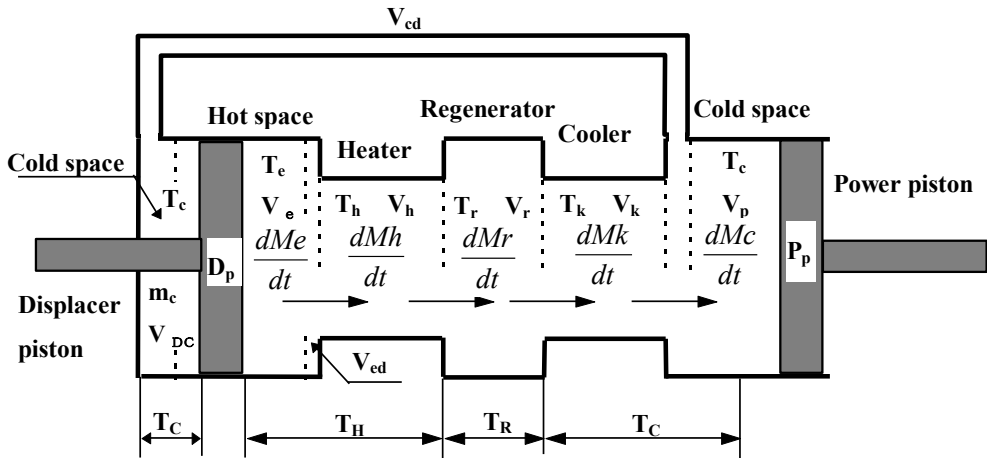 V_cd
Regenerator
Cold space
Hot space
Cooler
Heater
Cold space
T_e
T_c
T_c
Power piston
V_e
T_h V_h
T_r V_r
T_k V_k
V_p
dMe/dt
dMh/dt
dMr/dt
dMk/dt
dMc/dt
D_p
P_p
m_c
Displacer
piston
V_DC
V_ed
T_C
T_H
T_R
T_C